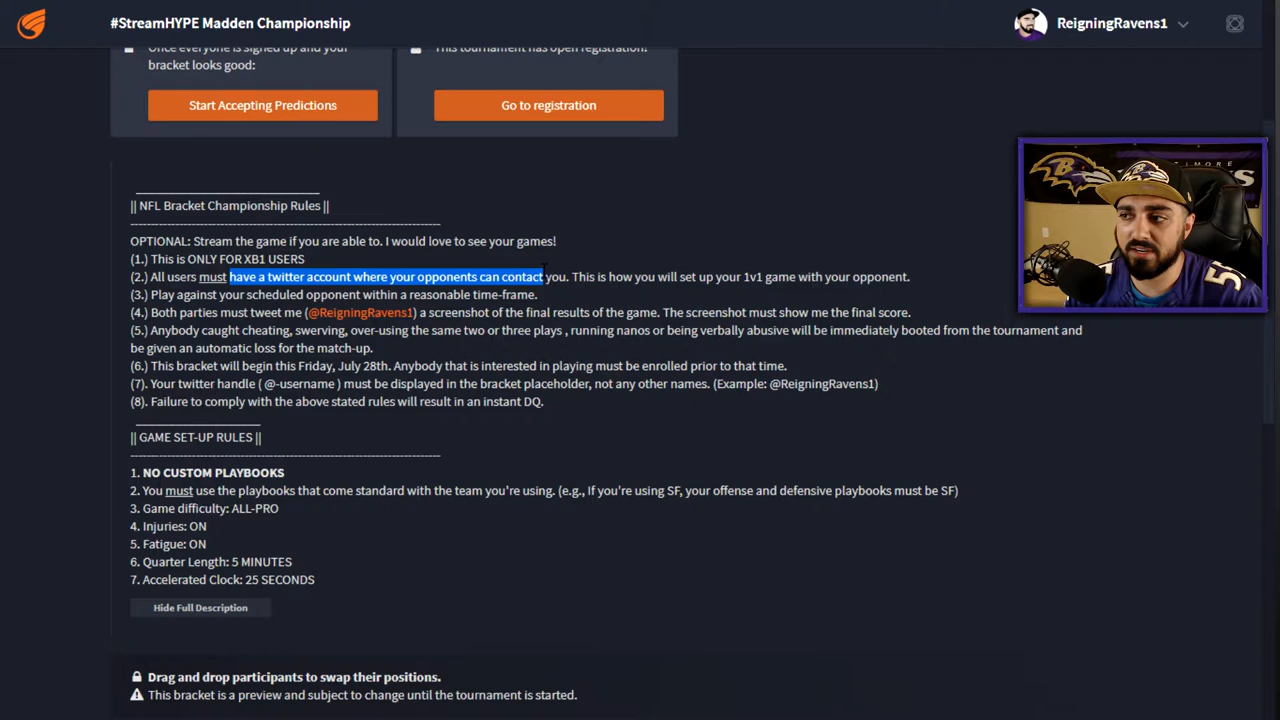 #StreamHYPE Madden Championship
ReigningRavens1
Once everyone is signed up and your
bracket looks good:
This tournament has open registration!
Start Accepting Predictions
Go to registration
|| NFL Bracket Championship Rules ||
OPTIONAL: Stream the game if you are able to. I would love to see your games!
(1.) This is ONLY FOR XB1 USERS
(2.) All users must have a twitter account where your opponents can contact you. This is how you will set up your 1v1 game with your opponent.
(3.) Play against your scheduled opponent within a reasonable time-frame.
(4.) Both parties must tweet me (@ReigningRavens1) a screenshot of the final results of the game. The screenshot must show me the final score.
(5.) Anybody caught cheating, swerving, over-using the same two or three plays , running nanos or being verbally abusive will be immediately booted from the tournament and
be given an automatic loss for the match-up.
(6.) This bracket will begin this Friday, July 28th. Anybody that is interested in playing must be enrolled prior to that time.
(7). Your twitter handle ( @-username ) must be displayed in the bracket placeholder, not any other names. (Example: @ReigningRavens1)
(8). Failure to comply with the above stated rules will result in an instant DQ.
|| GAME SET-UP RULES ||
1. NO CUSTOM PLAYBOOKS
2. You must use the playbooks that come standard with the team you're using. (e.g., If you're using SF, your offense and defensive playbooks must be SF)
3. Game difficulty: ALL-PRO
4. Injuries: ON
5. Fatigue: ON
6. Quarter Length: 5 MINUTES
7. Accelerated Clock: 25 SECONDS
Hide Full Description
Drag and drop participants to swap their positions.
This bracket is a preview and subject to change until the tournament is started.